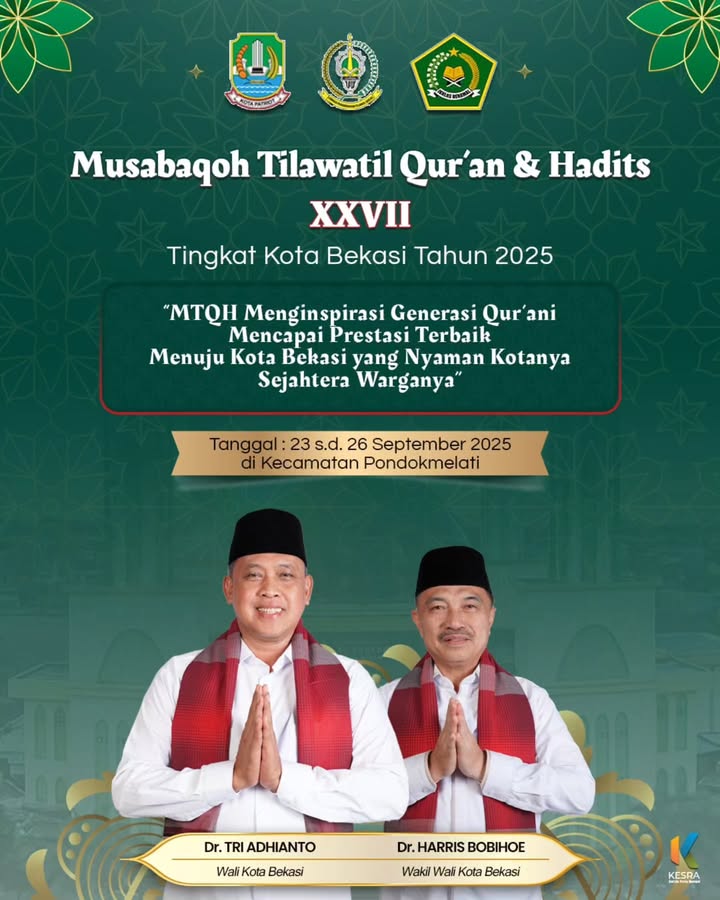 KOTA PATRIOT
Musabaqoh Tilawatil Qur'an & Hadits
XXVII
Tingkat Kota Bekasi Tahun 2025
"MTQH Menginspirasi Generasi Qur'ani
Mencapai Prestasi Terbaik
Menuju Kota Bekasi yang Nyaman Kotanya
Sejahtera Warganya"
Tanggal : 23 s.d. 26 September 2025
di Kecamatan Pondokmelati
Dr. TRI ADHIANTO
Wali Kota Bekasi
Dr. HARRIS BOBIHOE
Wakil Wali Kota Bekasi
KESRA